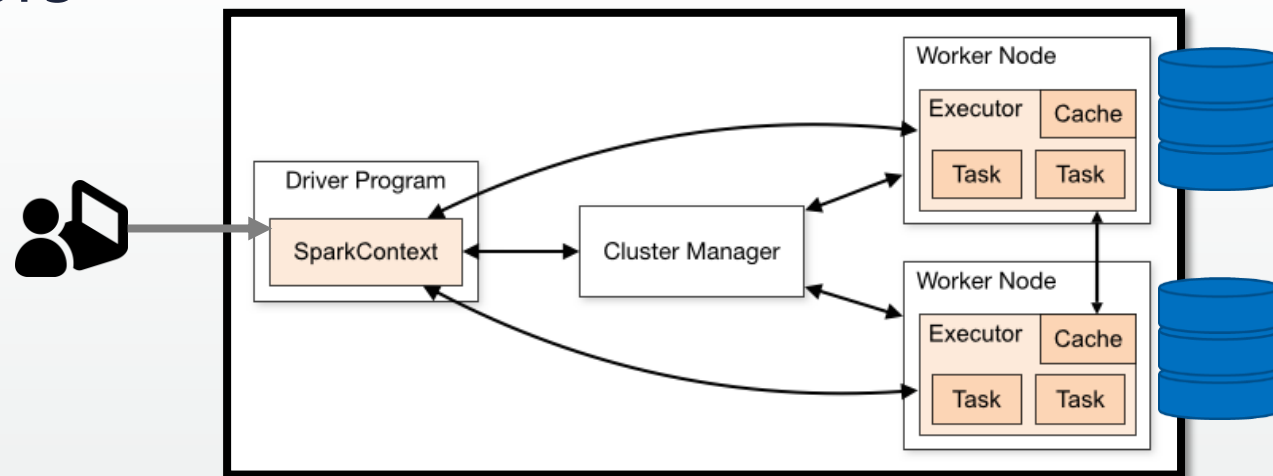 Driver Program
SparkContext
Cluster Manager
Worker Node
Executor
Cache
Task
Task
Worker Node
Executor
Cache
Task
Task